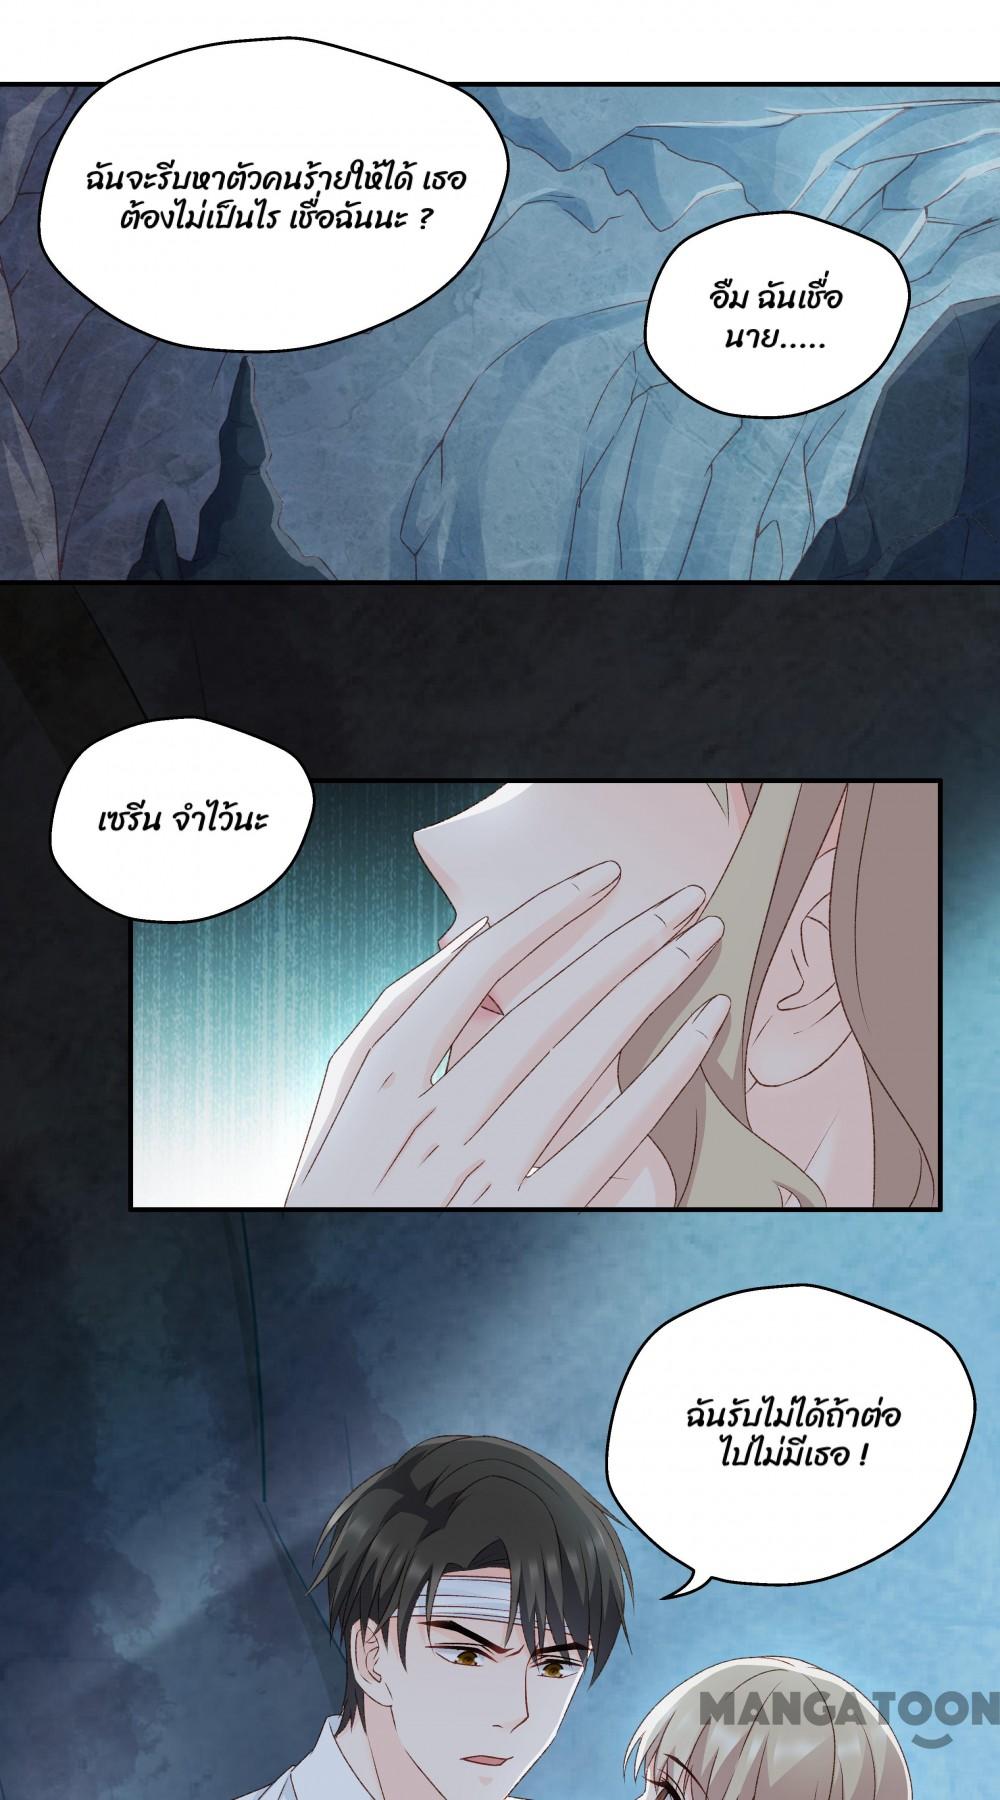 ฉันจะรีบหาตัวคนร้ายให้ได้ เธอ
ต้องไม่เป็นไร เชื่อฉันนะ ?
อืม ฉันเชื่อ
นาย.....
เซรีน จำไว้นะ
ฉันรับไม่ได้ถ้าต่อ
ไปไม่มีเธอ !
MANGATOON